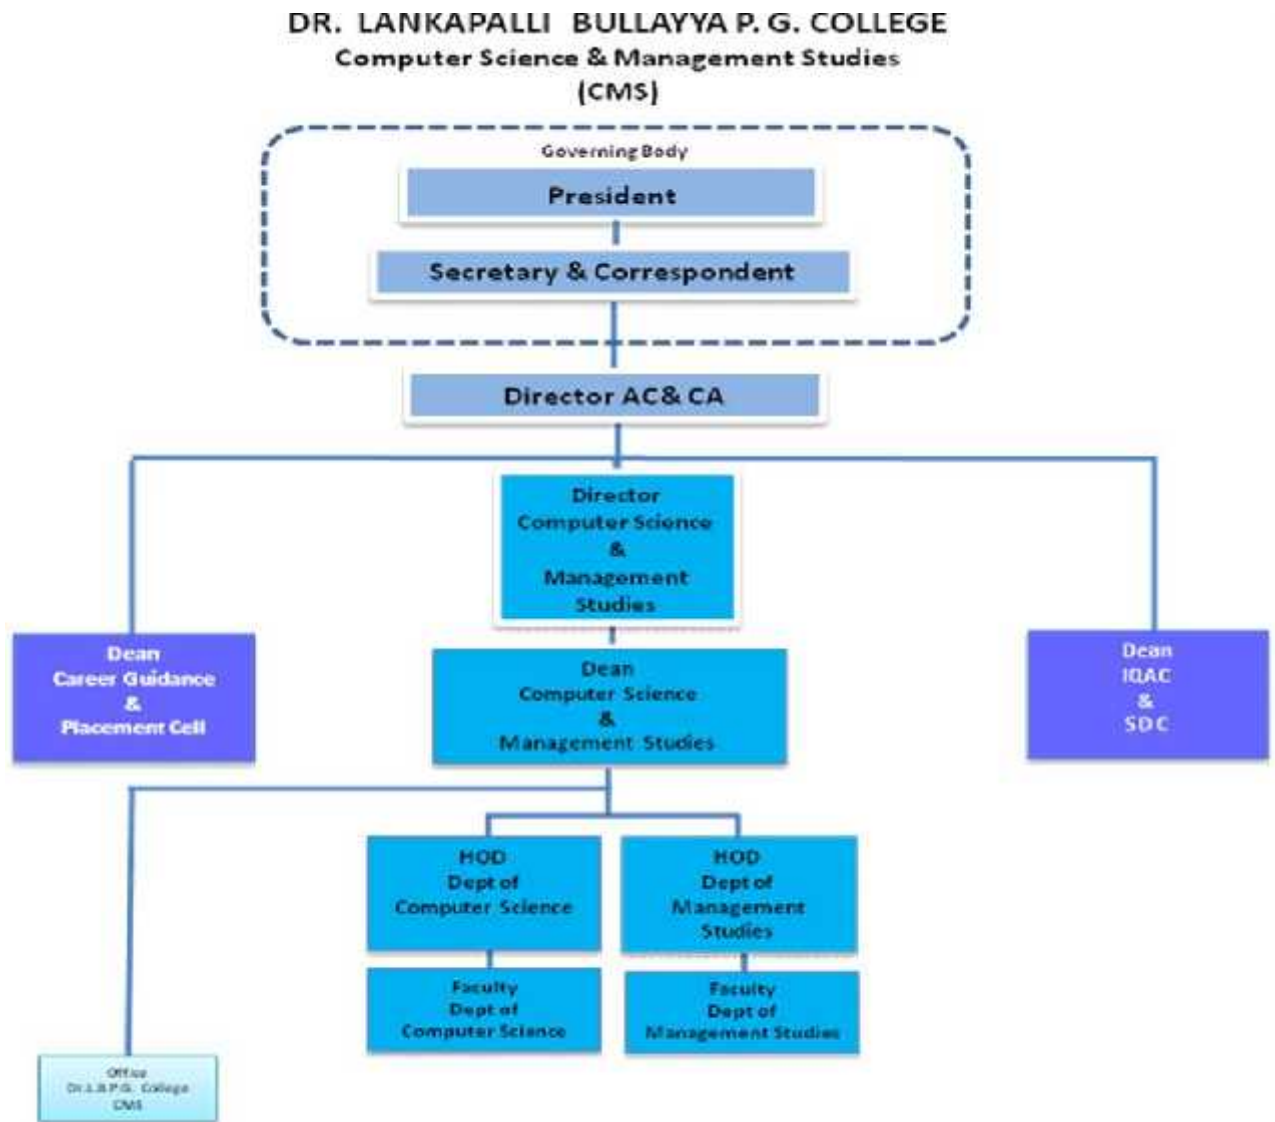 DR. LANKAPALLI BULLAYYA P. G. COLLEGE
Computer Science & Management Studies
(CMS)
Governing Body
President
Secretary & Correspondent
Director AC& CA
Director
Computer Science
&
Management
Studies
Dean
Career Guidance
&
Placement Cell
Dean
Computer Science
&
Management Studies
Dean
IQAC
&
SDC
HOD
Dept of
Computer Science
HOD
Dept of
Management
Studies
Faculty
Dept of
Computer Science
Faculty
Dept of
Management Studies
Office
Dr.L.B.P.G. College
CMS